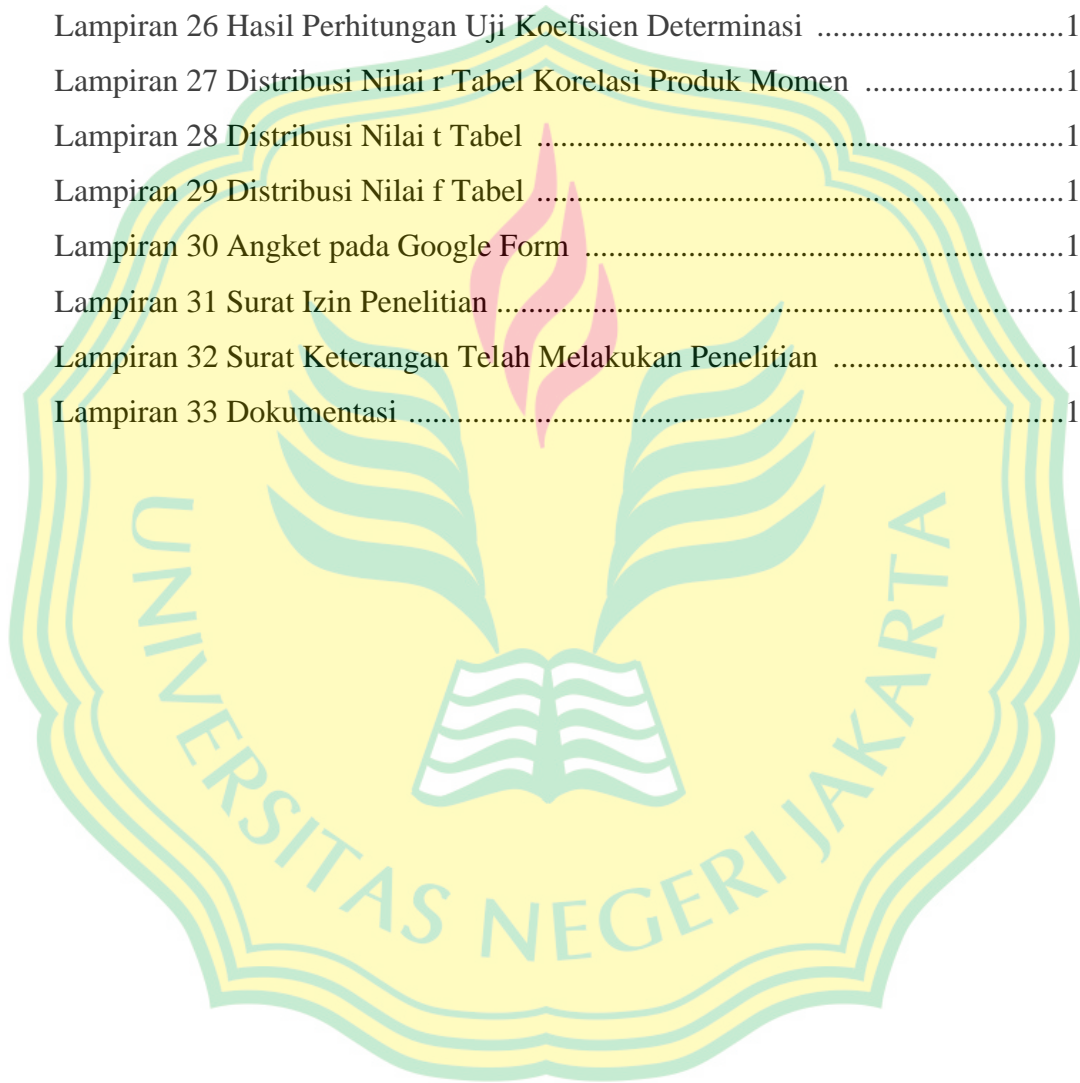 Lampiran 26 Hasil Perhitungan Uji Koefisien Determinasi ............................1
Lampiran 27 Distribusi Nilai r Tabel Korelasi Produk Momen .......................1
Lampiran 28 Distribusi Nilai t Tabel .............................................................1
Lampiran 29 Distribusi Nilai f Tabel .............................................................1
Lampiran 30 Angket pada Google Form .......................................................1
Lampiran 31 Surat Izin Penelitian ..................................................................1
Lampiran 32 Surat Keterangan Telah Melakukan Penelitian ..........................1
Lampiran 33 Dokumentasi ............................................................................1
UNIVERSITAS NEGERI JAKARTA